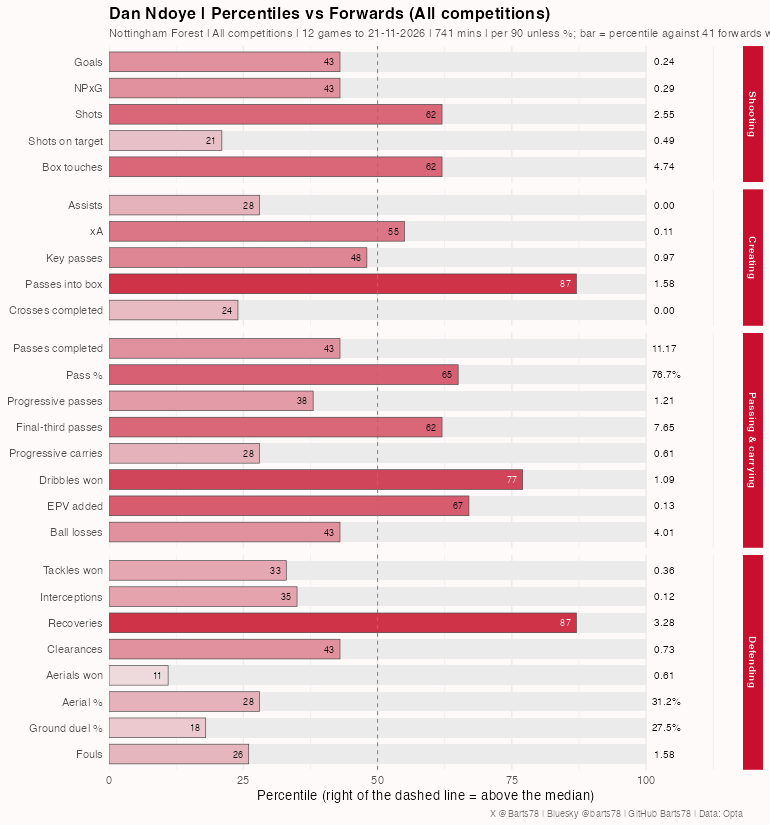 Dan Ndoye | Percentiles vs Forwards (All competitions)
Nottingham Forest | All competitions | 12 games to 21-11-2026 | 741 mins | per 90 unless %; bar = percentile against 41 forwards w
Goals 43 0.24
NPxG 43 0.29
Shots 62 2.55
Shots on target 21 0.49
Box touches 62 4.74
Shooting
Assists 28 0.00
xA 55 0.11
Key passes 48 0.97
Passes into box 87 1.58
Crosses completed 24 0.00
Creating
Passes completed 43 11.17
Pass % 65 76.7%
Progressive passes 38 1.21
Final-third passes 62 7.65
Progressive carries 28 0.61
Dribbles won 77 1.09
EPV added 67 0.13
Ball losses 43 4.01
Passing & carrying
Tackles won 33 0.36
Interceptions 35 0.12
Recoveries 87 3.28
Clearances 43 0.73
Aerials won 11 0.61
Aerial % 28 31.2%
Ground duel % 18 27.5%
Fouls 26 1.58
Defending
0 25 50 75 100
Percentile (right of the dashed line = above the median)
X @Barts78 | Bluesky @barts78 | GitHub Barts78 | Data: Opta